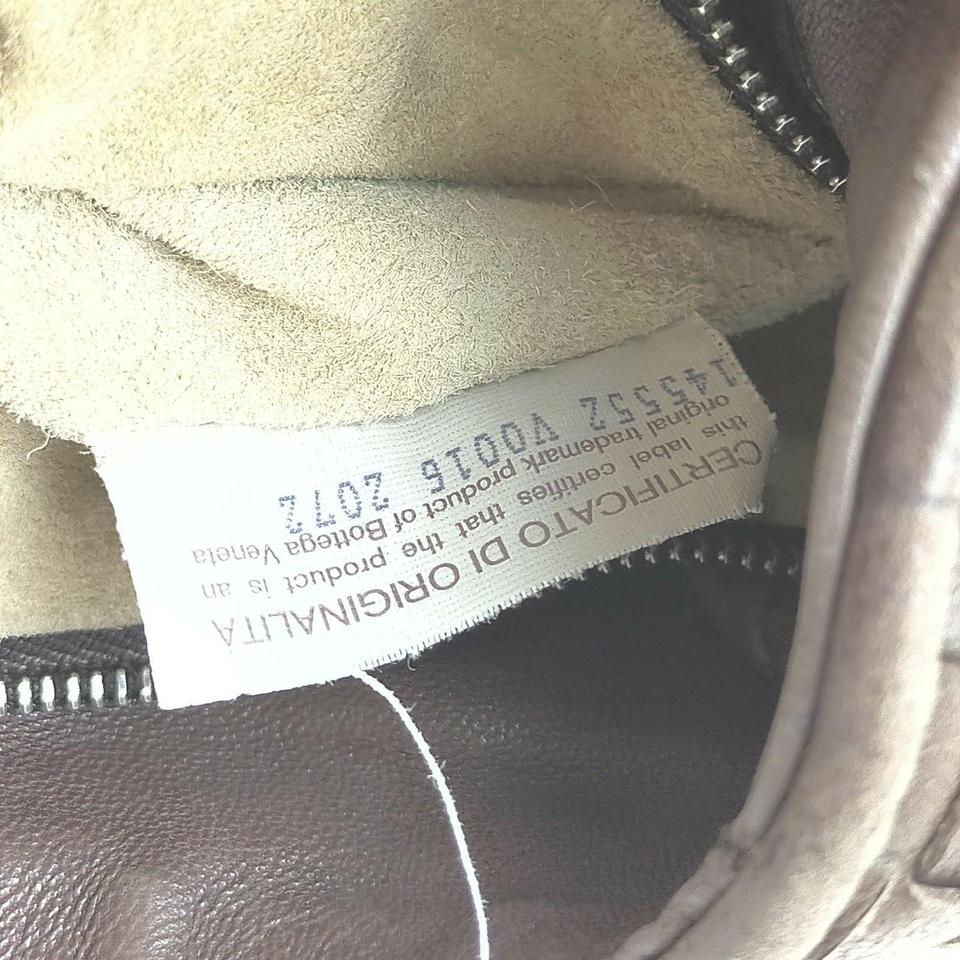 CERTIFICATO DI ORIGINALITA
this label certifies that the product is an
original trademark product of Bottega Veneta
145552 V0016 2072